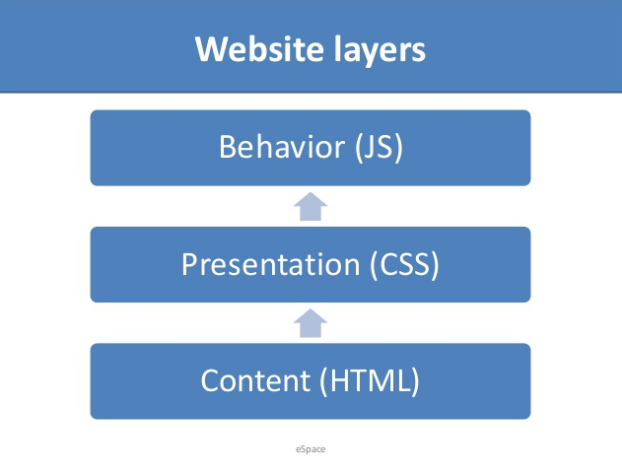 Website layers
Behavior (JS)
Presentation (CSS)
Content (HTML)
eSpace